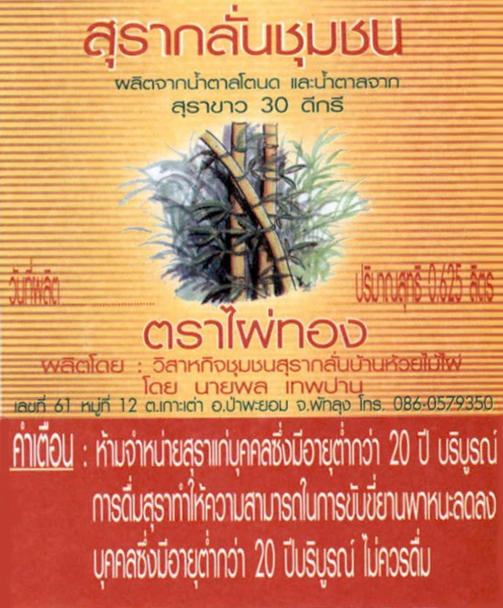 สุรากลั่นชุมชน
ผลิตจากน้ำตาลโตนด และน้ำตาลจาก
สุราขาว 30 ดีกรี
วันที่ผลิต ................
ปริมาณสุทธิ 0.625 ลิตร
ตราไผ่ทอง
ผลิตโดย : วิสาหกิจชุมชนสุรากลั่นบ้านห้วยไม้ไผ่
โดย นายพล เทพปาน
เลขที่ 61 หมู่ที่ 12 ต.เกาะเต่า อ.ป่าพะยอม จ.พัทลุง โทร. 086-0579350
คำเตือน : ห้ามจำหน่ายสุราแก่บุคคลซึ่งมีอายุต่ำกว่า 20 ปี บริบูรณ์
การดื่มสุราทำให้ความสามารถในการขับขี่ยานพาหนะลดลง
บุคคลซึ่งมีอายุต่ำกว่า 20 ปีบริบูรณ์ ไม่ควรดื่ม